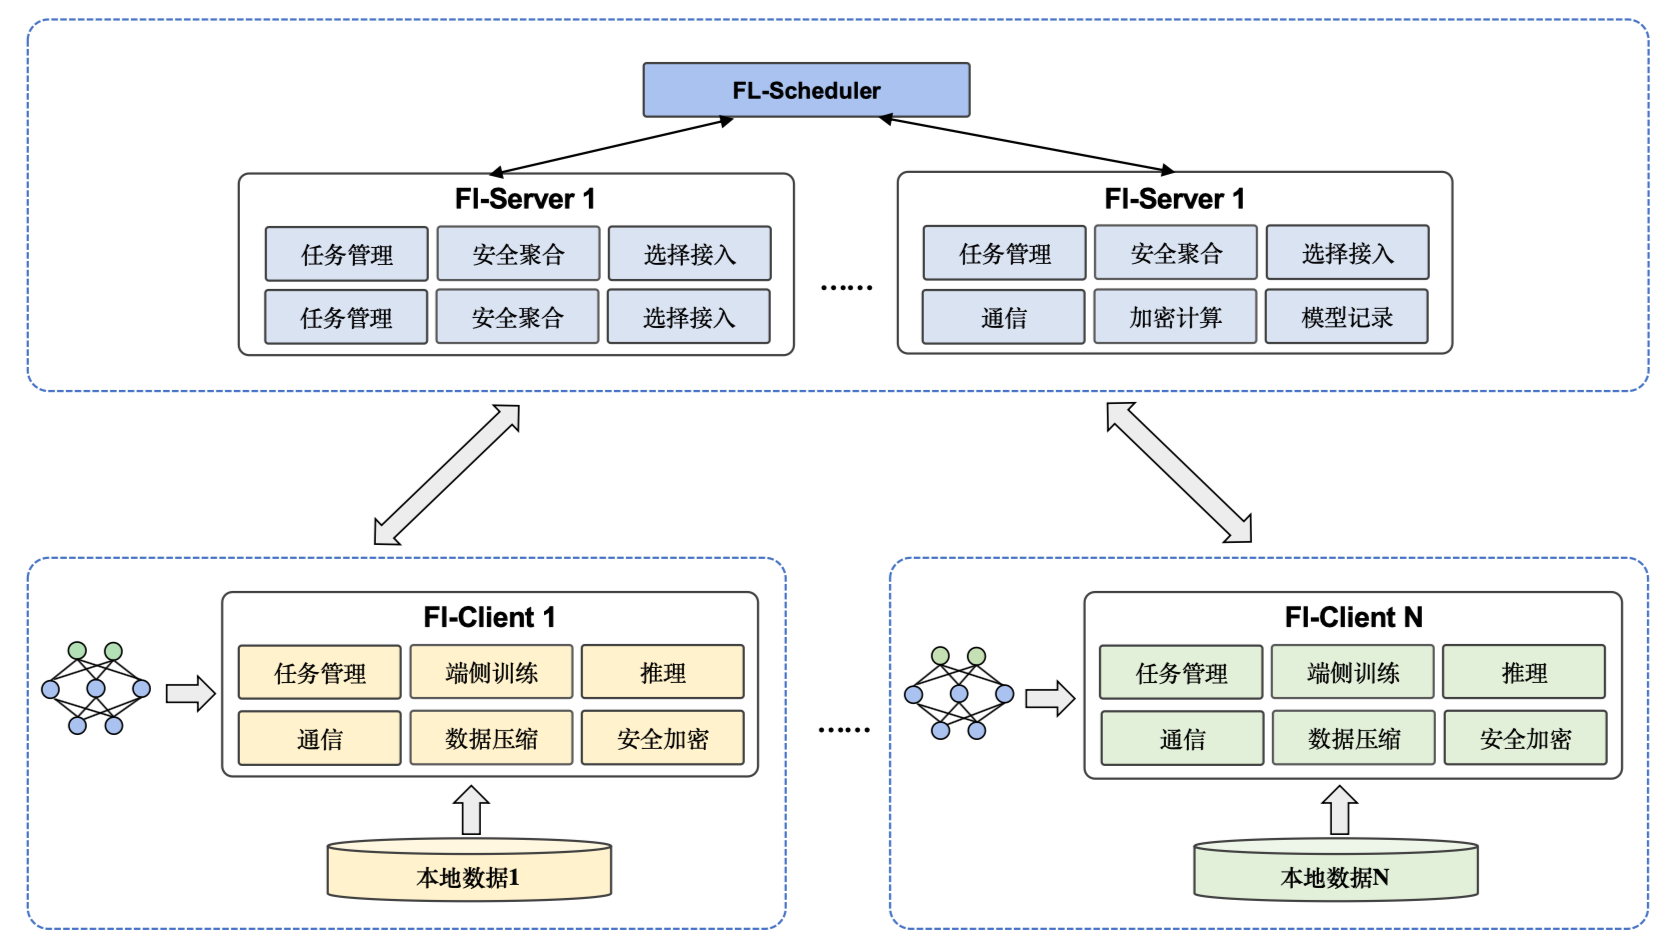 FL-Scheduler
Fl-Server 1
任务管理 安全聚合 选择接入
任务管理 安全聚合 选择接入
……
Fl-Server 1
任务管理 安全聚合 选择接入
通信 加密计算 模型记录
Fl-Client 1
任务管理 端侧训练 推理
通信 数据压缩 安全加密
本地数据1
……
Fl-Client N
任务管理 端侧训练 推理
通信 数据压缩 安全加密
本地数据N